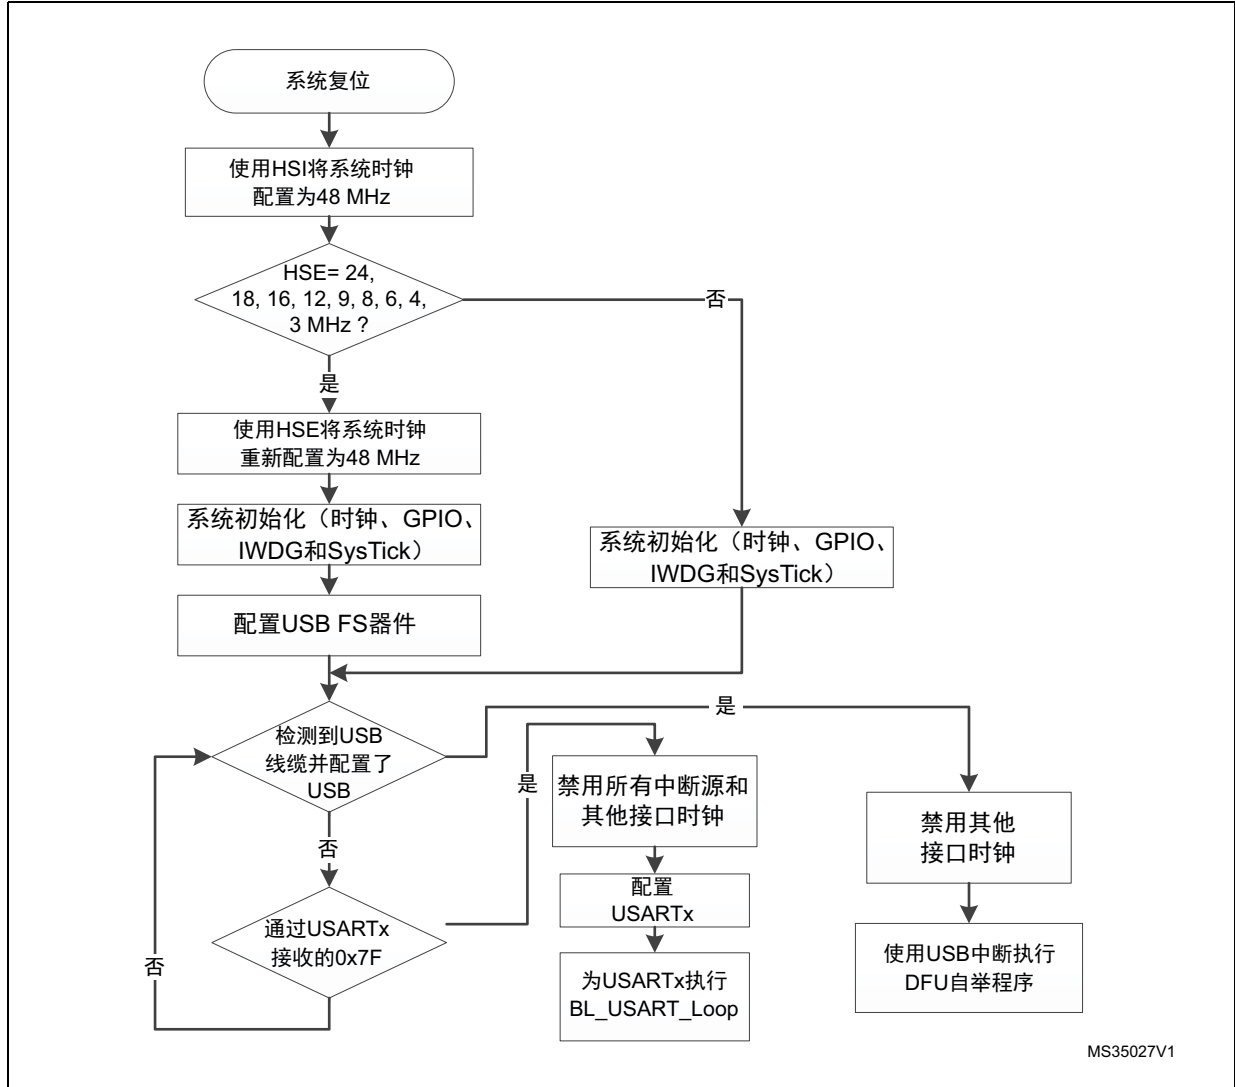 系统复位
使用HSI将系统时钟
配置为48 MHz
HSE= 24,
18, 16, 12, 9, 8, 6, 4,
3 MHz ?
否
是
使用HSE将系统时钟
重新配置为48 MHz
系统初始化（时钟、GPIO、
IWDG和SysTick）
系统初始化（时钟、GPIO、
IWDG和SysTick）
配置USB FS器件
检测到USB
线缆并配置了
USB
是
是
否
禁用所有中断源和
其他接口时钟
禁用其他
接口时钟
配置
USARTx
通过USARTx
接收的0x7F
否
为USARTx执行
BL_USART_Loop
使用USB中断执行
DFU自举程序
MS35027V1